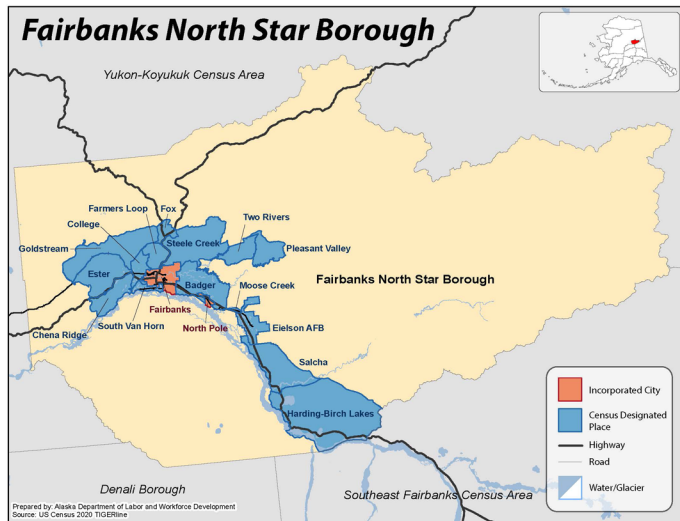 Fairbanks North Star Borough
Yukon-Koyukuk Census Area
Fox
Farmers Loop
College
Two Rivers
Goldstream
Steele Creek
Pleasant Valley
Ester
Fairbanks North Star Borough
Badger
Moose Creek
Fairbanks
South Van Horn
North Pole
Chena Ridge
Eielson AFB
Salcha
Harding-Birch Lakes
Incorporated City
Census Designated
Place
Highway
Road
Water/Glacier
Denali Borough
Southeast Fairbanks Census Area
Prepared by: Alaska Department of Labor and Workforce Development
Source: US Census 2020 TIGERline